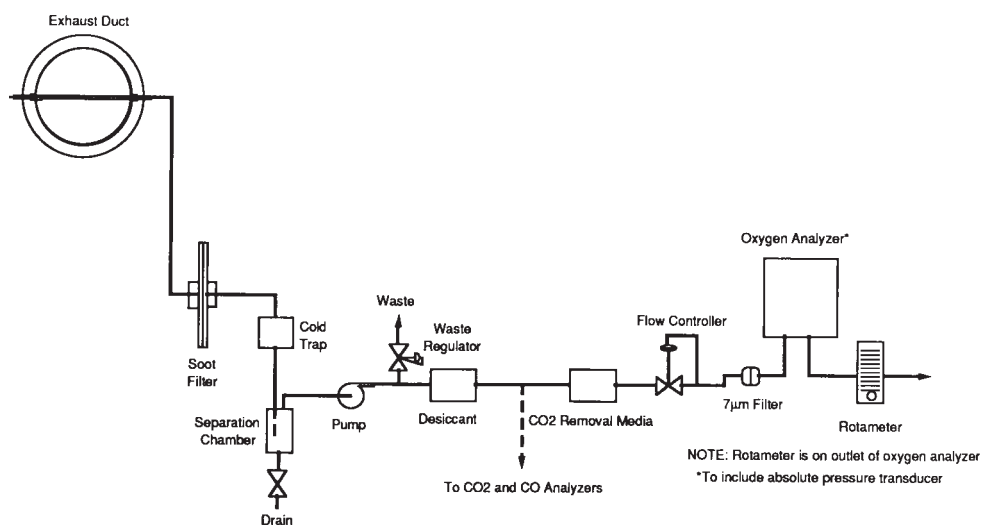 Exhaust Duct
Oxygen Analyzer*
Waste
Flow Controller
Waste
Regulator
Cold
Trap
Soot
Filter
7μm Filter
Separation
Chamber
Pump
Desiccant
CO2 Removal Media
Rotameter
NOTE: Rotameter is on outlet of oxygen analyzer
*To include absolute pressure transducer
To CO2 and CO Analyzers
Drain